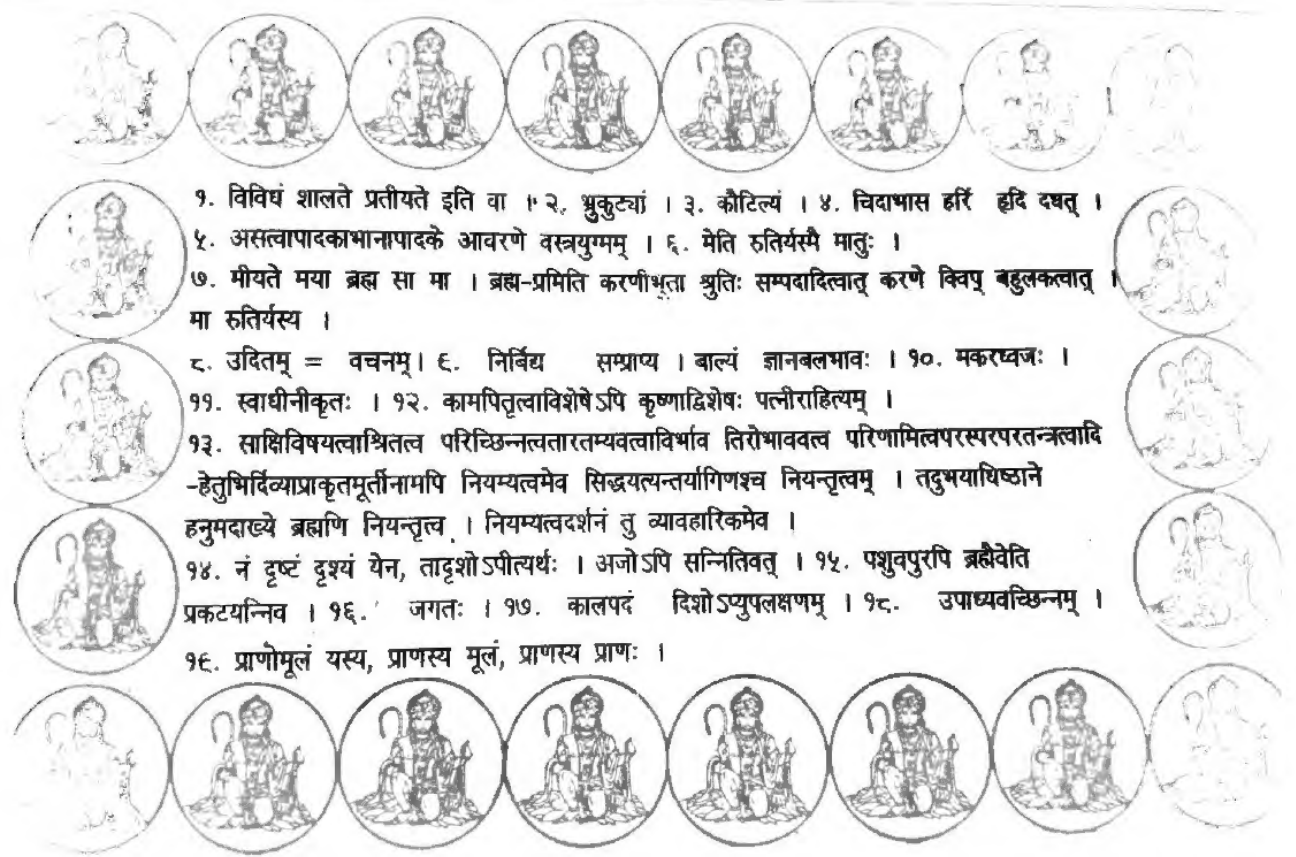 १. विविधं शालते प्रतीयते इति वा । २. भ्रुकुट्यां । ३. कौटिल्यं । ४. चिदाभास हरिं हृदि दधत् ।
५. असत्वापादकाभानापादके आवरणे वस्त्रयुग्मम् । ६. मेति रुतिर्यस्मै मातुः ।
७. मीयते मया ब्रह्म सा मा । ब्रह्म-प्रमिति करणीभूता श्रुतिः सम्पदादित्वात् करणे क्विप् बहुलकत्वात् ।
मा रुतिर्यस्य ।
८. उदितम् = वचनम्। ९. निर्बिद्य सम्प्राप्य । बाल्यं ज्ञानबलभावः । १०. मकरध्वजः ।
११. स्वाधीनीकृतः । १२. कामपितृत्वाविशेषेऽपि कृष्णाद्विशेषः पत्नीराहित्यम् ।
१३. साक्षिविषयत्वाश्रितत्व परिच्छिन्नत्वतारतम्यवत्वाविर्भाव तिरोभाववत्व परिणामित्वपरस्परपरतन्त्रत्वादि
-हेतुभिर्दिव्याप्राकृतमूर्तीनामपि नियम्यत्वमेव सिद्धयत्यन्तर्यागिणश्च नियन्तृत्वम् । तदुभयाधिष्ठाने
हनुमदाख्ये ब्रह्मणि नियन्तृत्व । नियम्यत्वदर्शनं तु व्यावहारिकमेव ।
१४. नं दृष्टं दृश्यं येन, तादृशोऽपीत्यर्थः । अजोऽपि सन्नितिवत् । १५. पशुवपुरपि ब्रह्मैवेति
प्रकटयन्निव । १६. जगतः । १७. कालपदं दिशोऽप्युपलक्षणम् । १८. उपाध्यवच्छिन्नम् ।
१९. प्राणोमूलं यस्य, प्राणस्य मूलं, प्राणस्य प्राणः ।